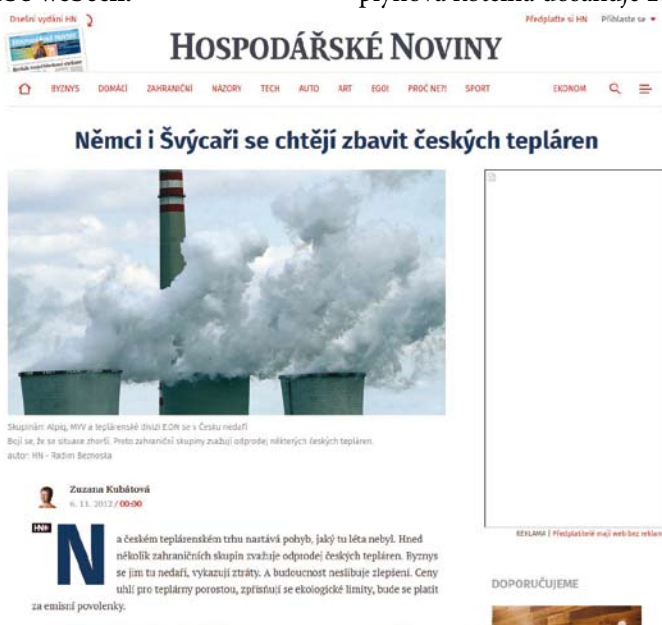 plynová kotelna dosahuje
Dnešní vydání HN
Předplaťte si HN Přihlaste se
HOSPODÁŘSKÉ NOVINY
BYZNYS DOMÁCÍ ZAHRANIČNÍ NÁZORY TECH AUTO ART EGO! PROČ NE?! SPORT EKONOM
Němci i Švýcaři se chtějí zbavit českých tepláren
Skupinám Alpiq, MVV a teplárenské divizi E.ON se v Česku nedaří
Bojí se, že se situace zhorší. Proto zahraniční skupiny zvažují odprodej některých českých tepláren.
autor: HN – Radim Beznoska
Zuzana Kubátová
6. 11. 2012 / 00:00
HN+
Na českém teplárenském trhu nastává pohyb, jaký tu léta nebyl. Hned
několik zahraničních skupin zvažuje odprodej českých tepláren. Byznys
se jim tu nedaří, vykazují ztráty. A budoucnost neslibuje zlepšení. Ceny
uhlí pro teplárny porostou, zpřísňují se ekologické limity, bude se platit
za emisní povolenky.
REKLAMA | Předplatitelé mají web bez reklam
DOPORUČUJEME